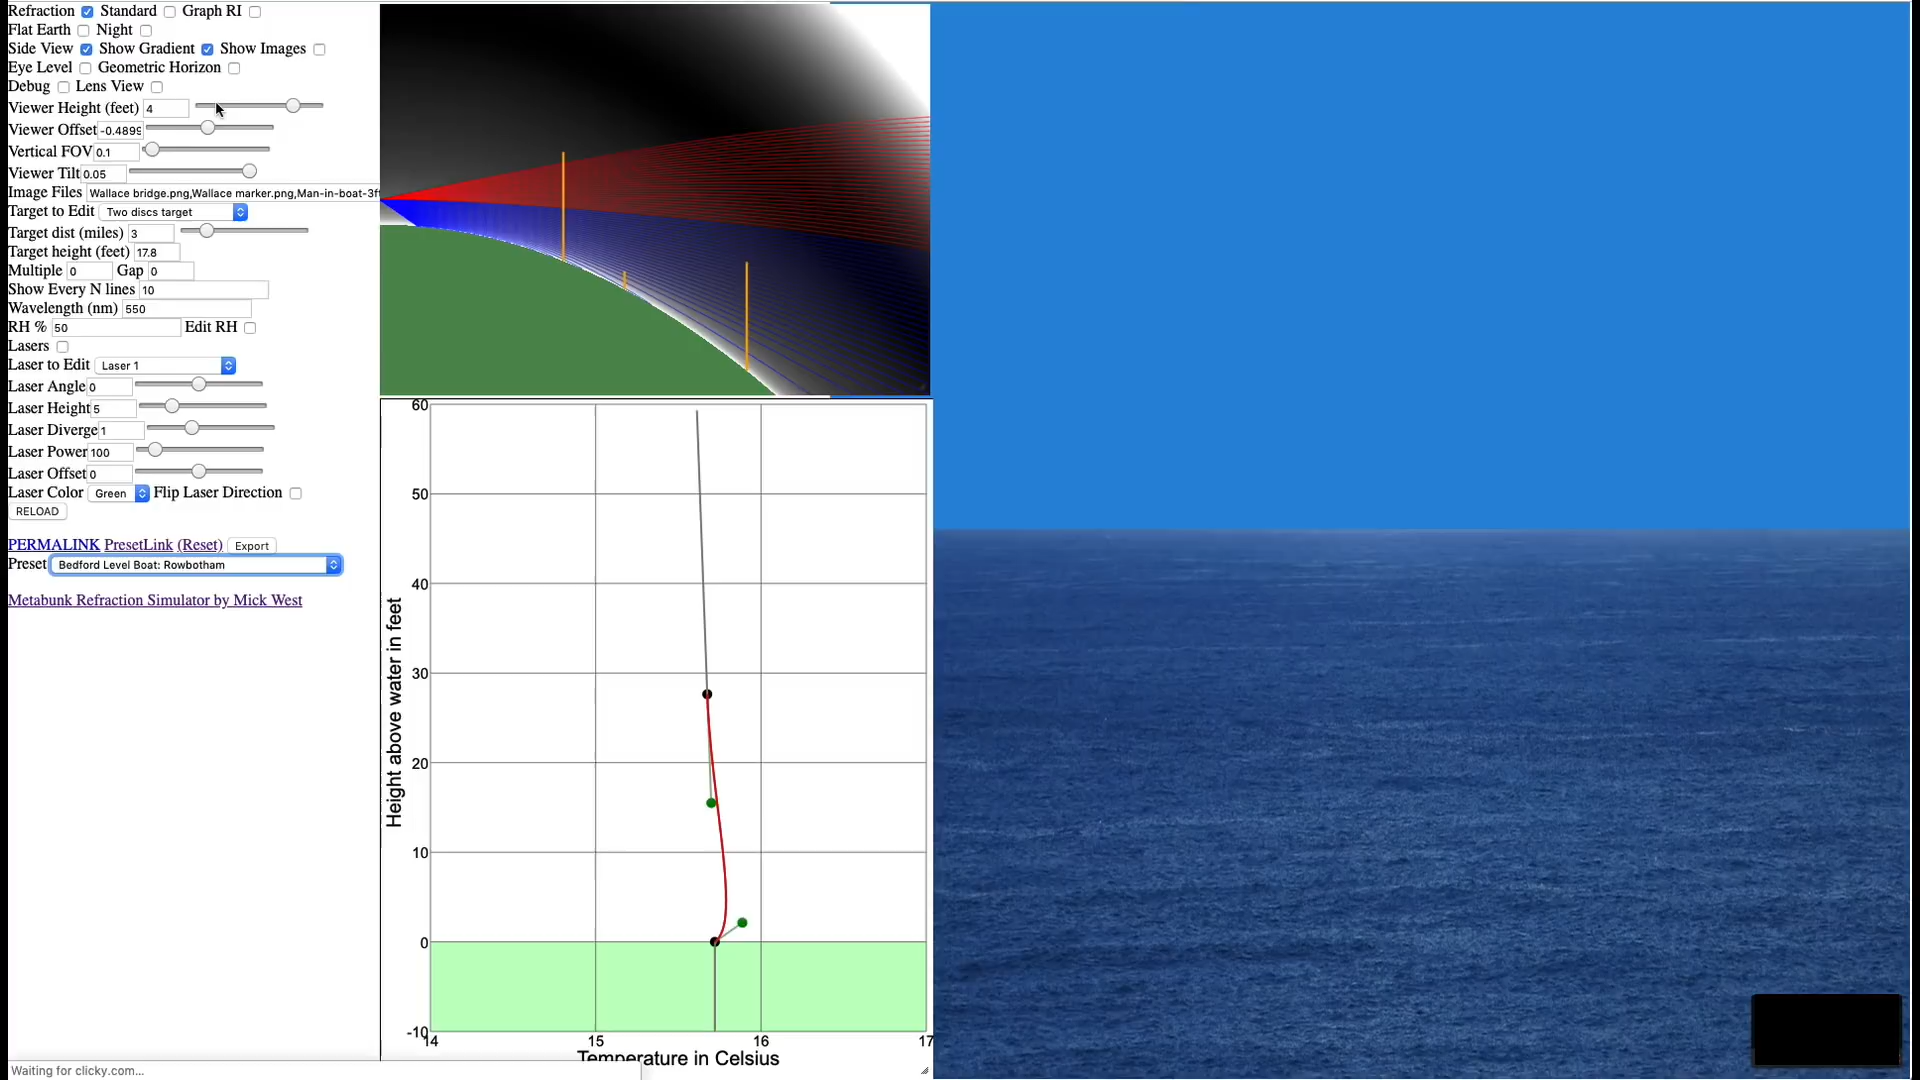 Refraction Standard Graph RI
Flat Earth Night
Side View Show Gradient Show Images
Eye Level Geometric Horizon
Debug Lens View
Viewer Height (feet) 4
Viewer Offset -0.4899
Vertical FOV 0.1
Viewer Tilt 0.05
Image Files Wallace bridge.png,Wallace marker.png,Man-in-boat-3ft
Target to Edit Two discs target
Target dist (miles) 3
Target height (feet) 17.8
Multiple 0 Gap 0
Show Every N lines 10
Wavelength (nm) 550
RH % 50 Edit RH
Lasers
Laser to Edit Laser 1
Laser Angle 0
Laser Height 5
Laser Diverge 1
Laser Power 100
Laser Offset 0
Laser Color Green Flip Laser Direction
RELOAD
PERMALINK PresetLink (Reset) Export
Preset Bedford Level Boat: Rowbotham
Metabunk Refraction Simulator by Mick West
Waiting for clicky.com...
60
50
40
30
20
10
0
-10
Height above water in feet
14 15 16 17
Temperature in Celsius